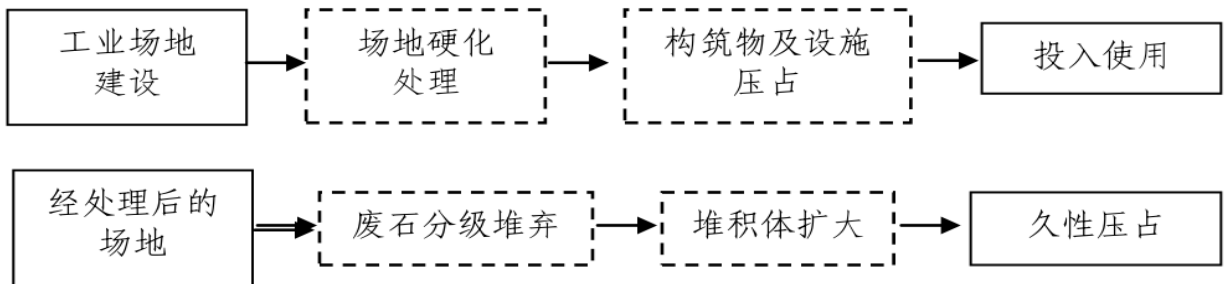 工业场地
建设
场地硬化
处理
构筑物及设施
压占
投入使用
经处理后的
场地
废石分级堆弃
堆积体扩大
久性压占